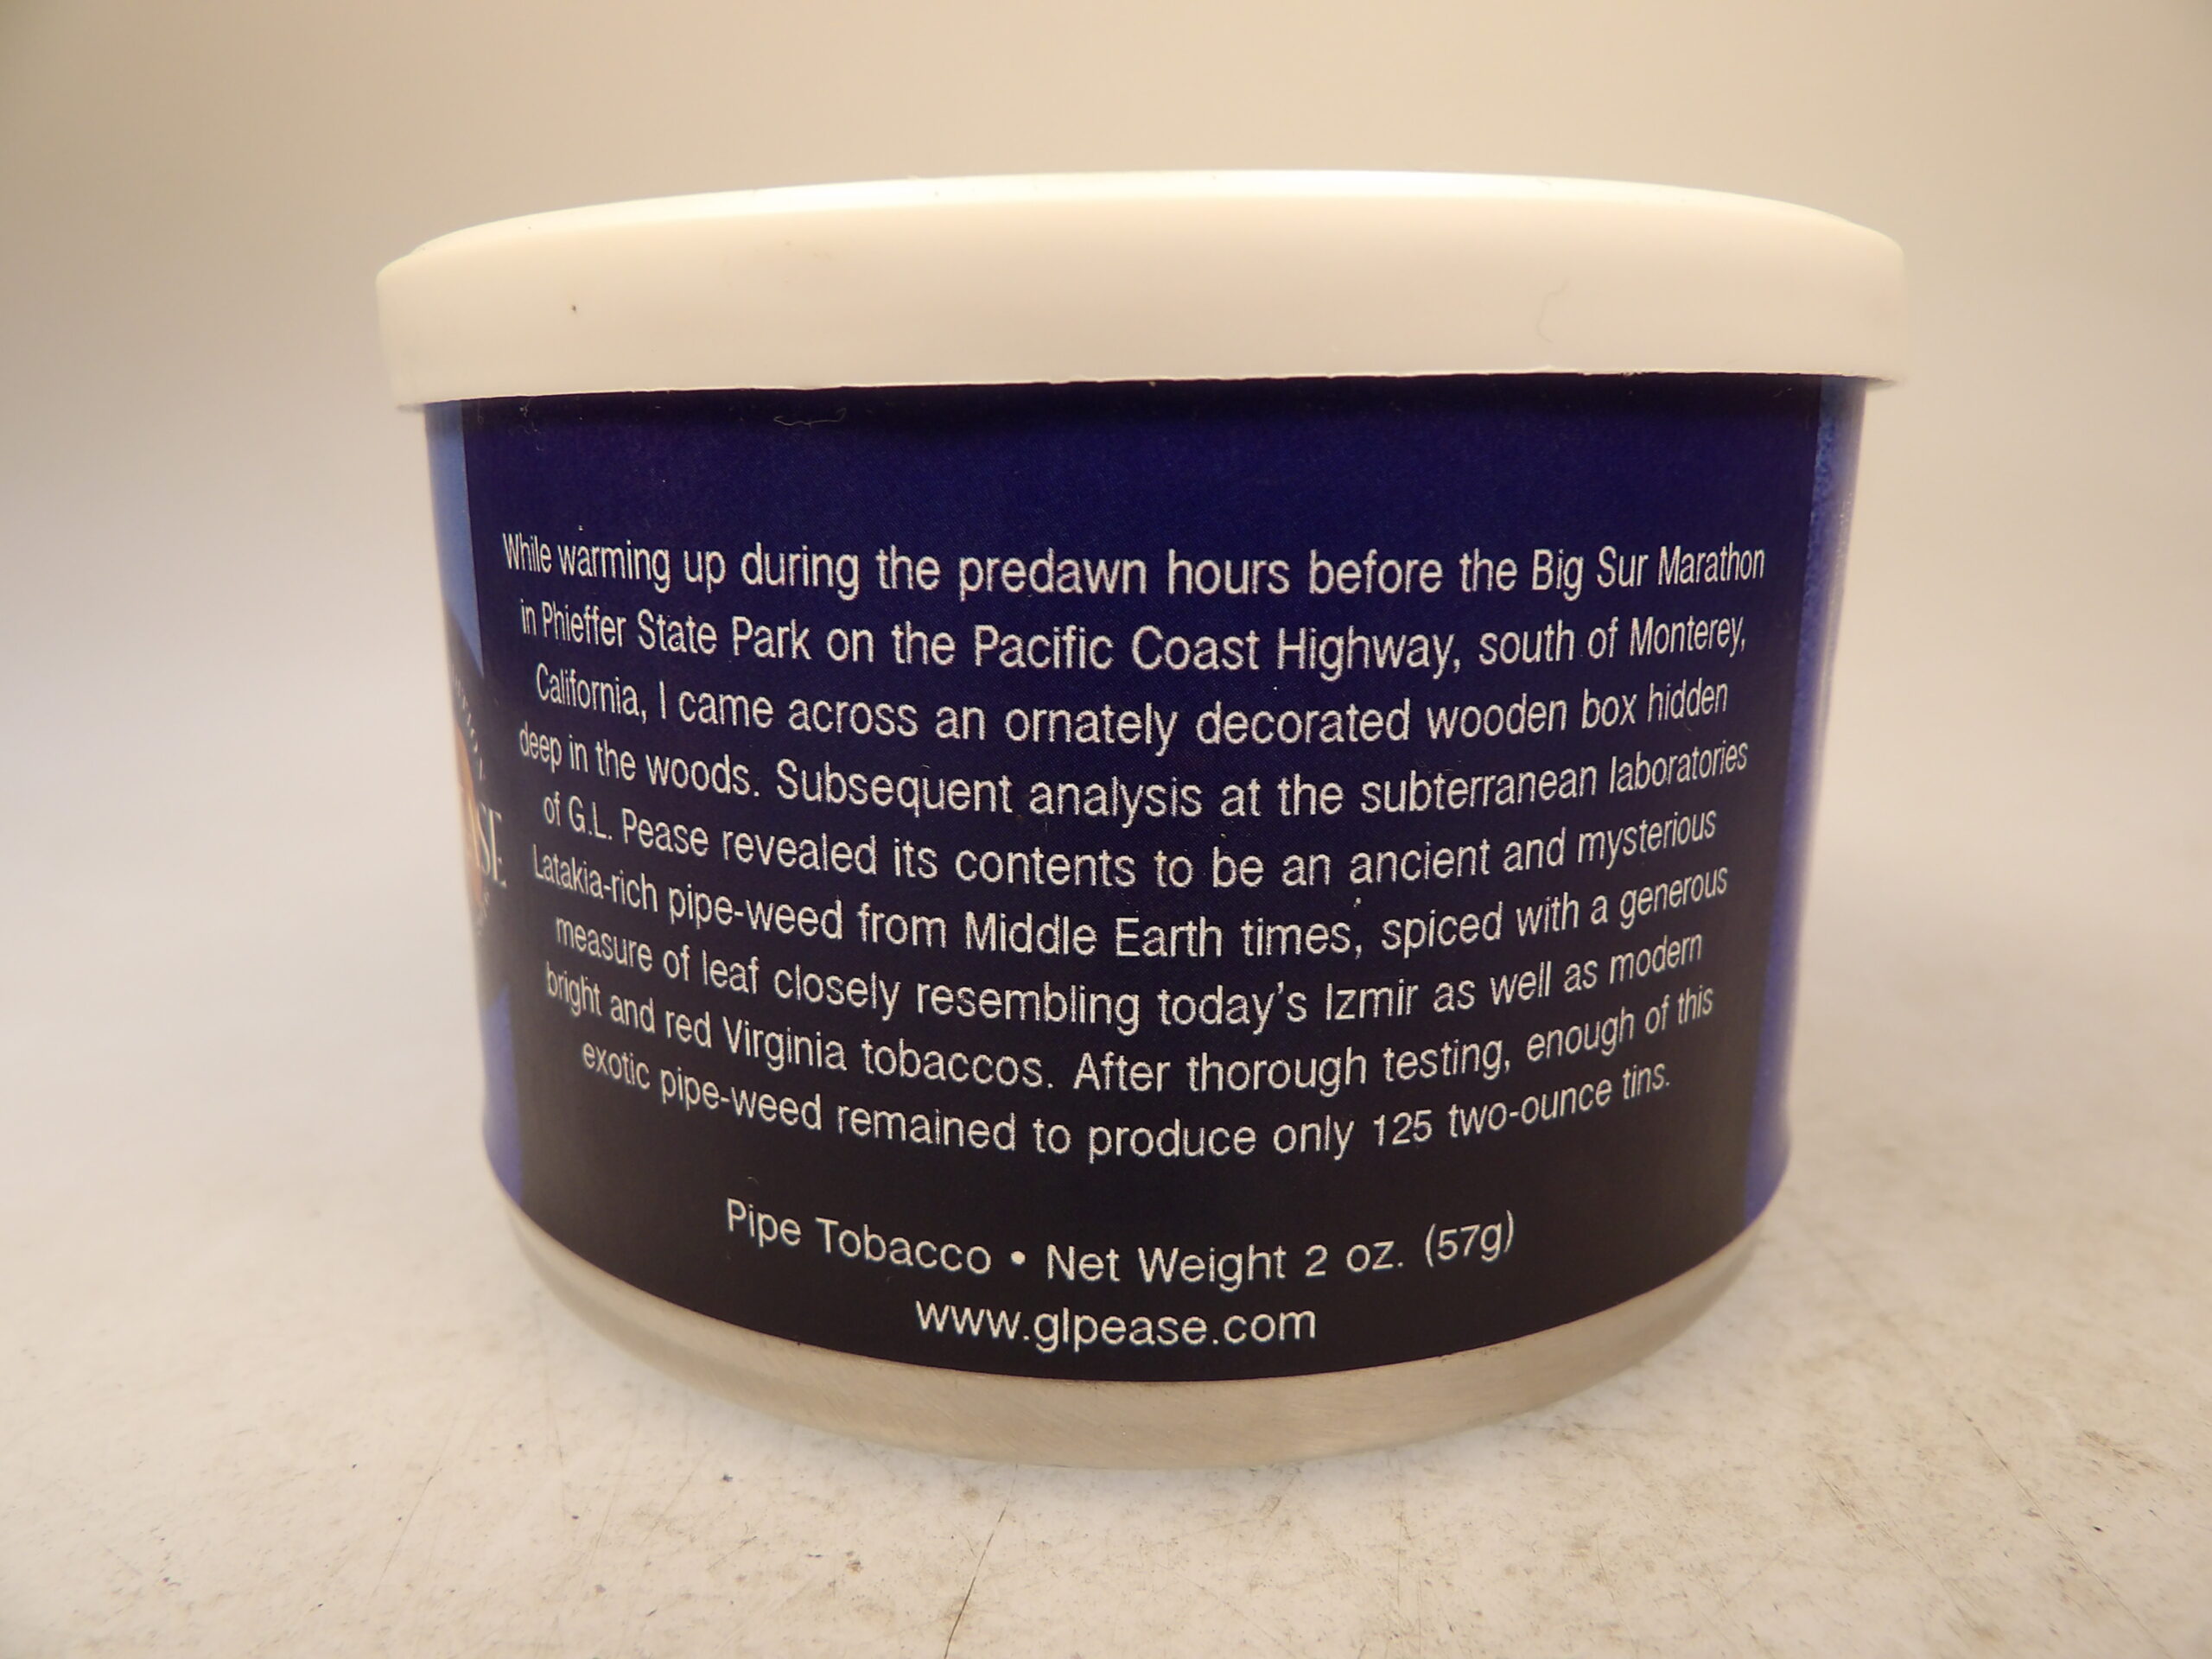 While warming up during the predawn hours before the Big Sur Marathon
in Phieffer State Park on the Pacific Coast Highway, south of Monterey,
California, I came across an ornately decorated wooden box hidden
deep in the woods. Subsequent analysis at the subterranean laboratories
of G.L. Pease revealed its contents to be an ancient and mysterious
Latakia-rich pipe-weed from Middle Earth times, spiced with a generous
measure of leaf closely resembling today's Izmir as well as modern
bright and red Virginia tobaccos. After thorough testing, enough of this
exotic pipe-weed remained to produce only 125 two-ounce tins.
Pipe Tobacco • Net Weight 2 oz. (57g)
www.glpease.com